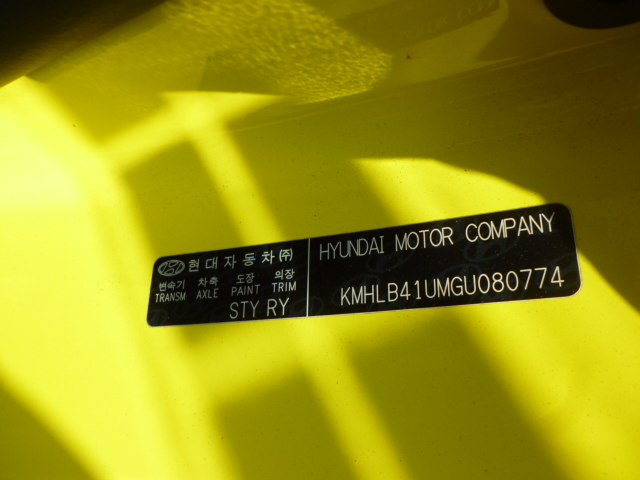 현대자동차㈜
변속기 차축 도장 의장
TRANSM AXLE PAINT TRIM
STY RY
HYUNDAI MOTOR COMPANY
KMHLB41UMGU080774